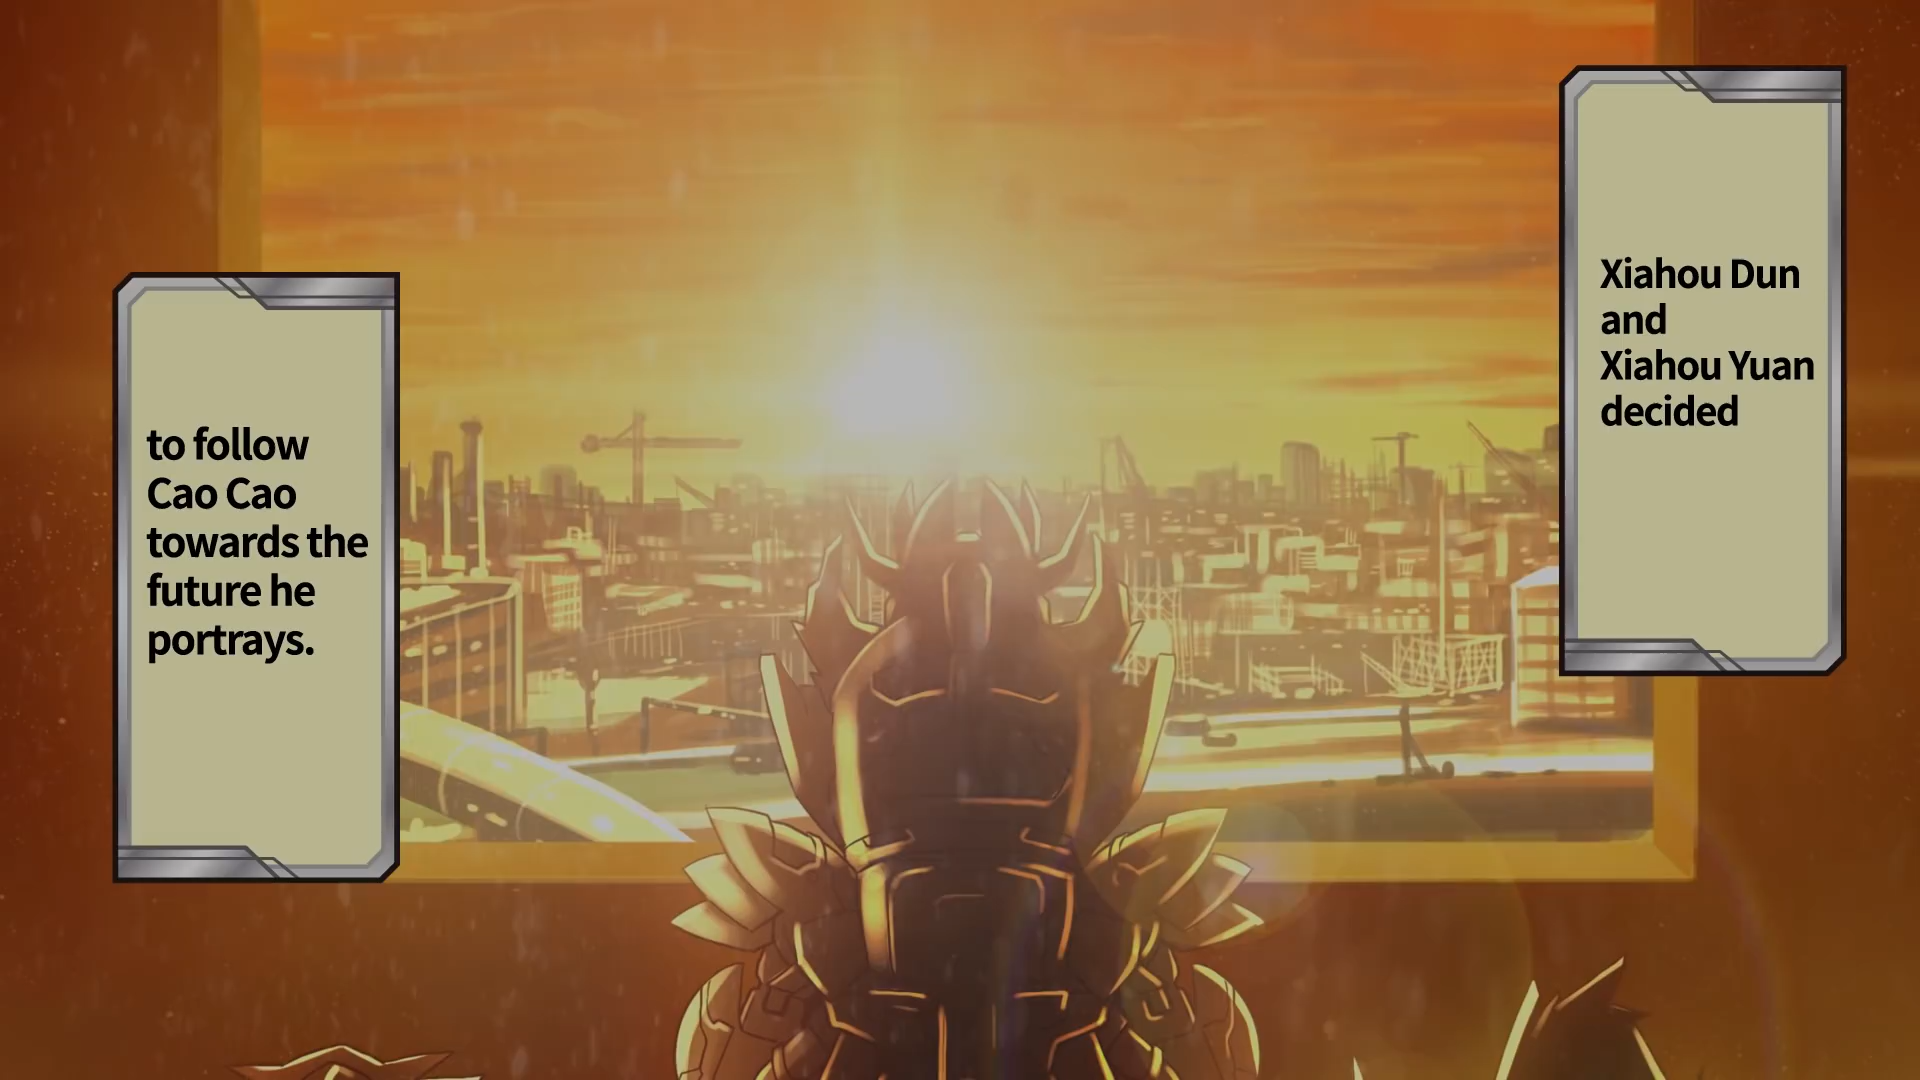 Xiahou Dun
and
Xiahou Yuan
decided
to follow
Cao Cao
towards the
future he
portrays.